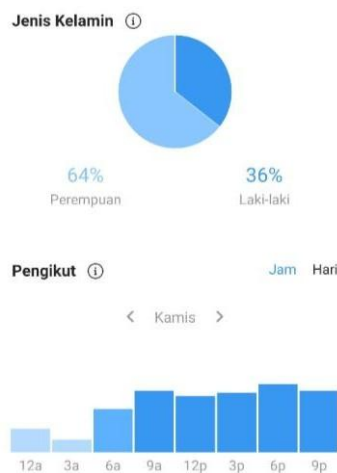 Jenis Kelamin
64% 36%
Perempuan Laki-laki
Pengikut Jam Hari
Kamis
12a 3a 6a 9a 12p 3p 6p 9p